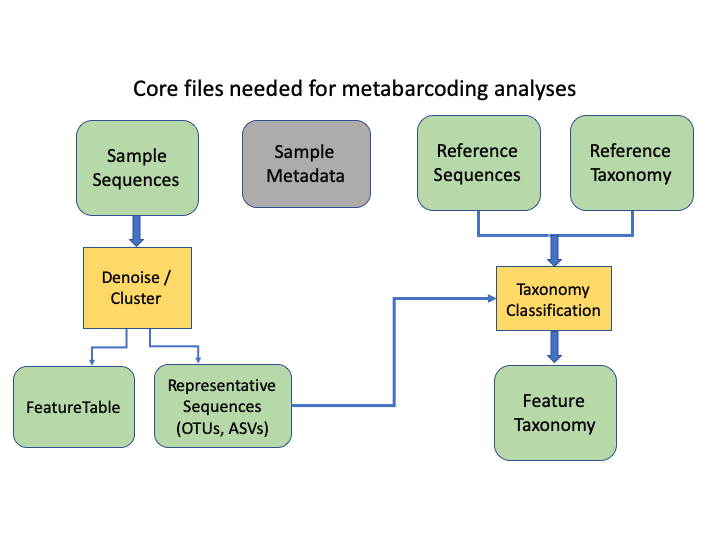 Core files needed for metabarcoding analyses
Sample
Sequences
Sample
Metadata
Reference
Sequences
Reference
Taxonomy
Denoise /
Cluster
Taxonomy
Classification
FeatureTable
Representative
Sequences
(OTUs, ASVs)
Feature
Taxonomy